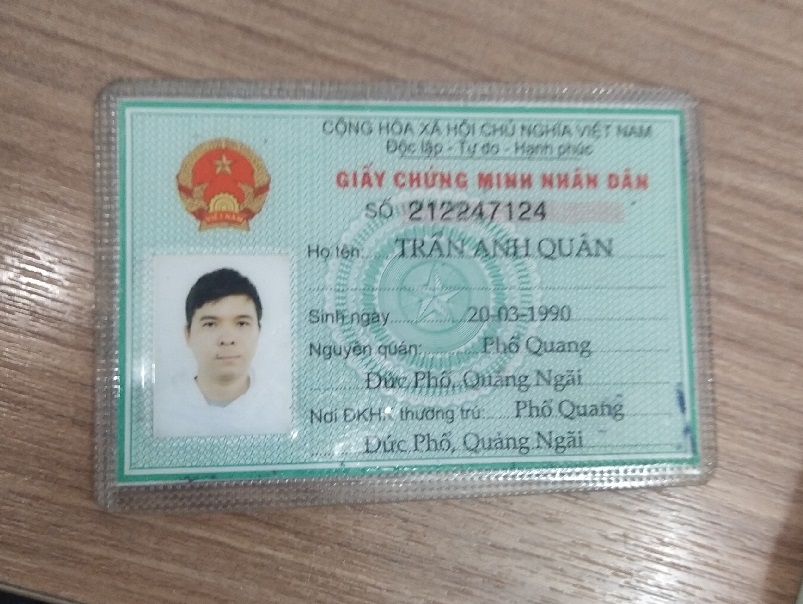 CỘNG HÒA XÃ HỘI CHỦ NGHĨA VIỆT NAM
Độc lập - Tự do - Hạnh phúc
GIẤY CHỨNG MINH NHÂN DÂN
SỐ 212247124
Họ tên: TRẦN ANH QUÂN
Sinh ngày 20-03-1990
Nguyên quán: Phổ Quang
Đức Phổ, Quảng Ngãi
Nơi ĐKHK thường trú: Phổ Quang
Đức Phổ, Quảng Ngãi
VIỆT NAM